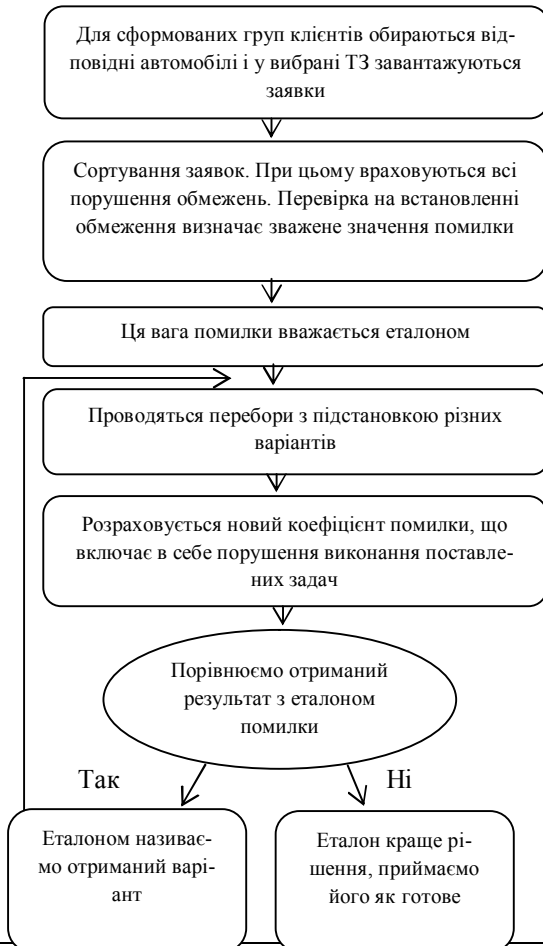 Для сформованих груп клієнтів обираються від-
повідні автомобілі і у вибрані ТЗ завантажуються
заявки
Сортування заявок. При цьому враховуються всі
порушення обмежень. Перевірка на встановленні
обмеження визначає зважене значення помилки
Ця вага помилки вважається еталоном
Проводяться перебори з підстановкою різних
варіантів
Розраховується новий коефіцієнт помилки, що
включає в себе порушення виконання поставле-
них задач
Порівнюємо отриманий
результат з еталоном
помилки
Так
Ні
Еталоном називає-
мо отриманий варі-
ант
Еталон краще рі-
шення, приймаємо
його як готове